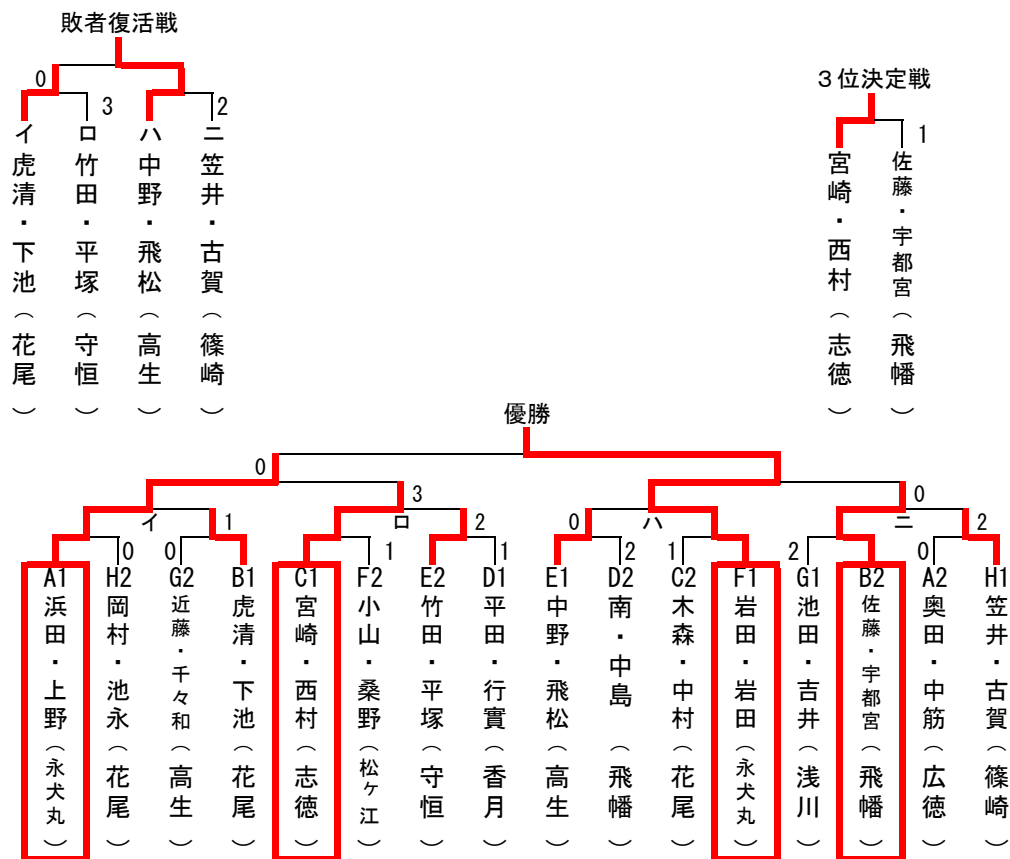 敗者復活戦
0
3
2
イ 虎清・下池（花尾）
ロ 竹田・平塚（守恒）
ハ 中野・飛松（高生）
ニ 笠井・古賀（篠崎）
３位決定戦
1
宮崎・西村（志徳）
佐藤・宇都宮（飛幡）
優勝
0
3
0
イ
1
ロ
2
0
ハ
ニ
2
0
0
1
1
2
1
2
0
A1 浜田・上野（永犬丸）
H2 岡村・池永（花尾）
G2 近藤・千々和（高生）
B1 虎清・下池（花尾）
C1 宮崎・西村（志徳）
F2 小山・桑野（松ヶ江）
E2 竹田・平塚（守恒）
D1 平田・行實（香月）
E1 中野・飛松（高生）
D2 南・中島（飛幡）
C2 木森・中村（花尾）
F1 岩田・岩田（永犬丸）
G1 池田・吉井（浅川）
B2 佐藤・宇都宮（飛幡）
A2 奥田・中筋（広徳）
H1 笠井・古賀（篠崎）